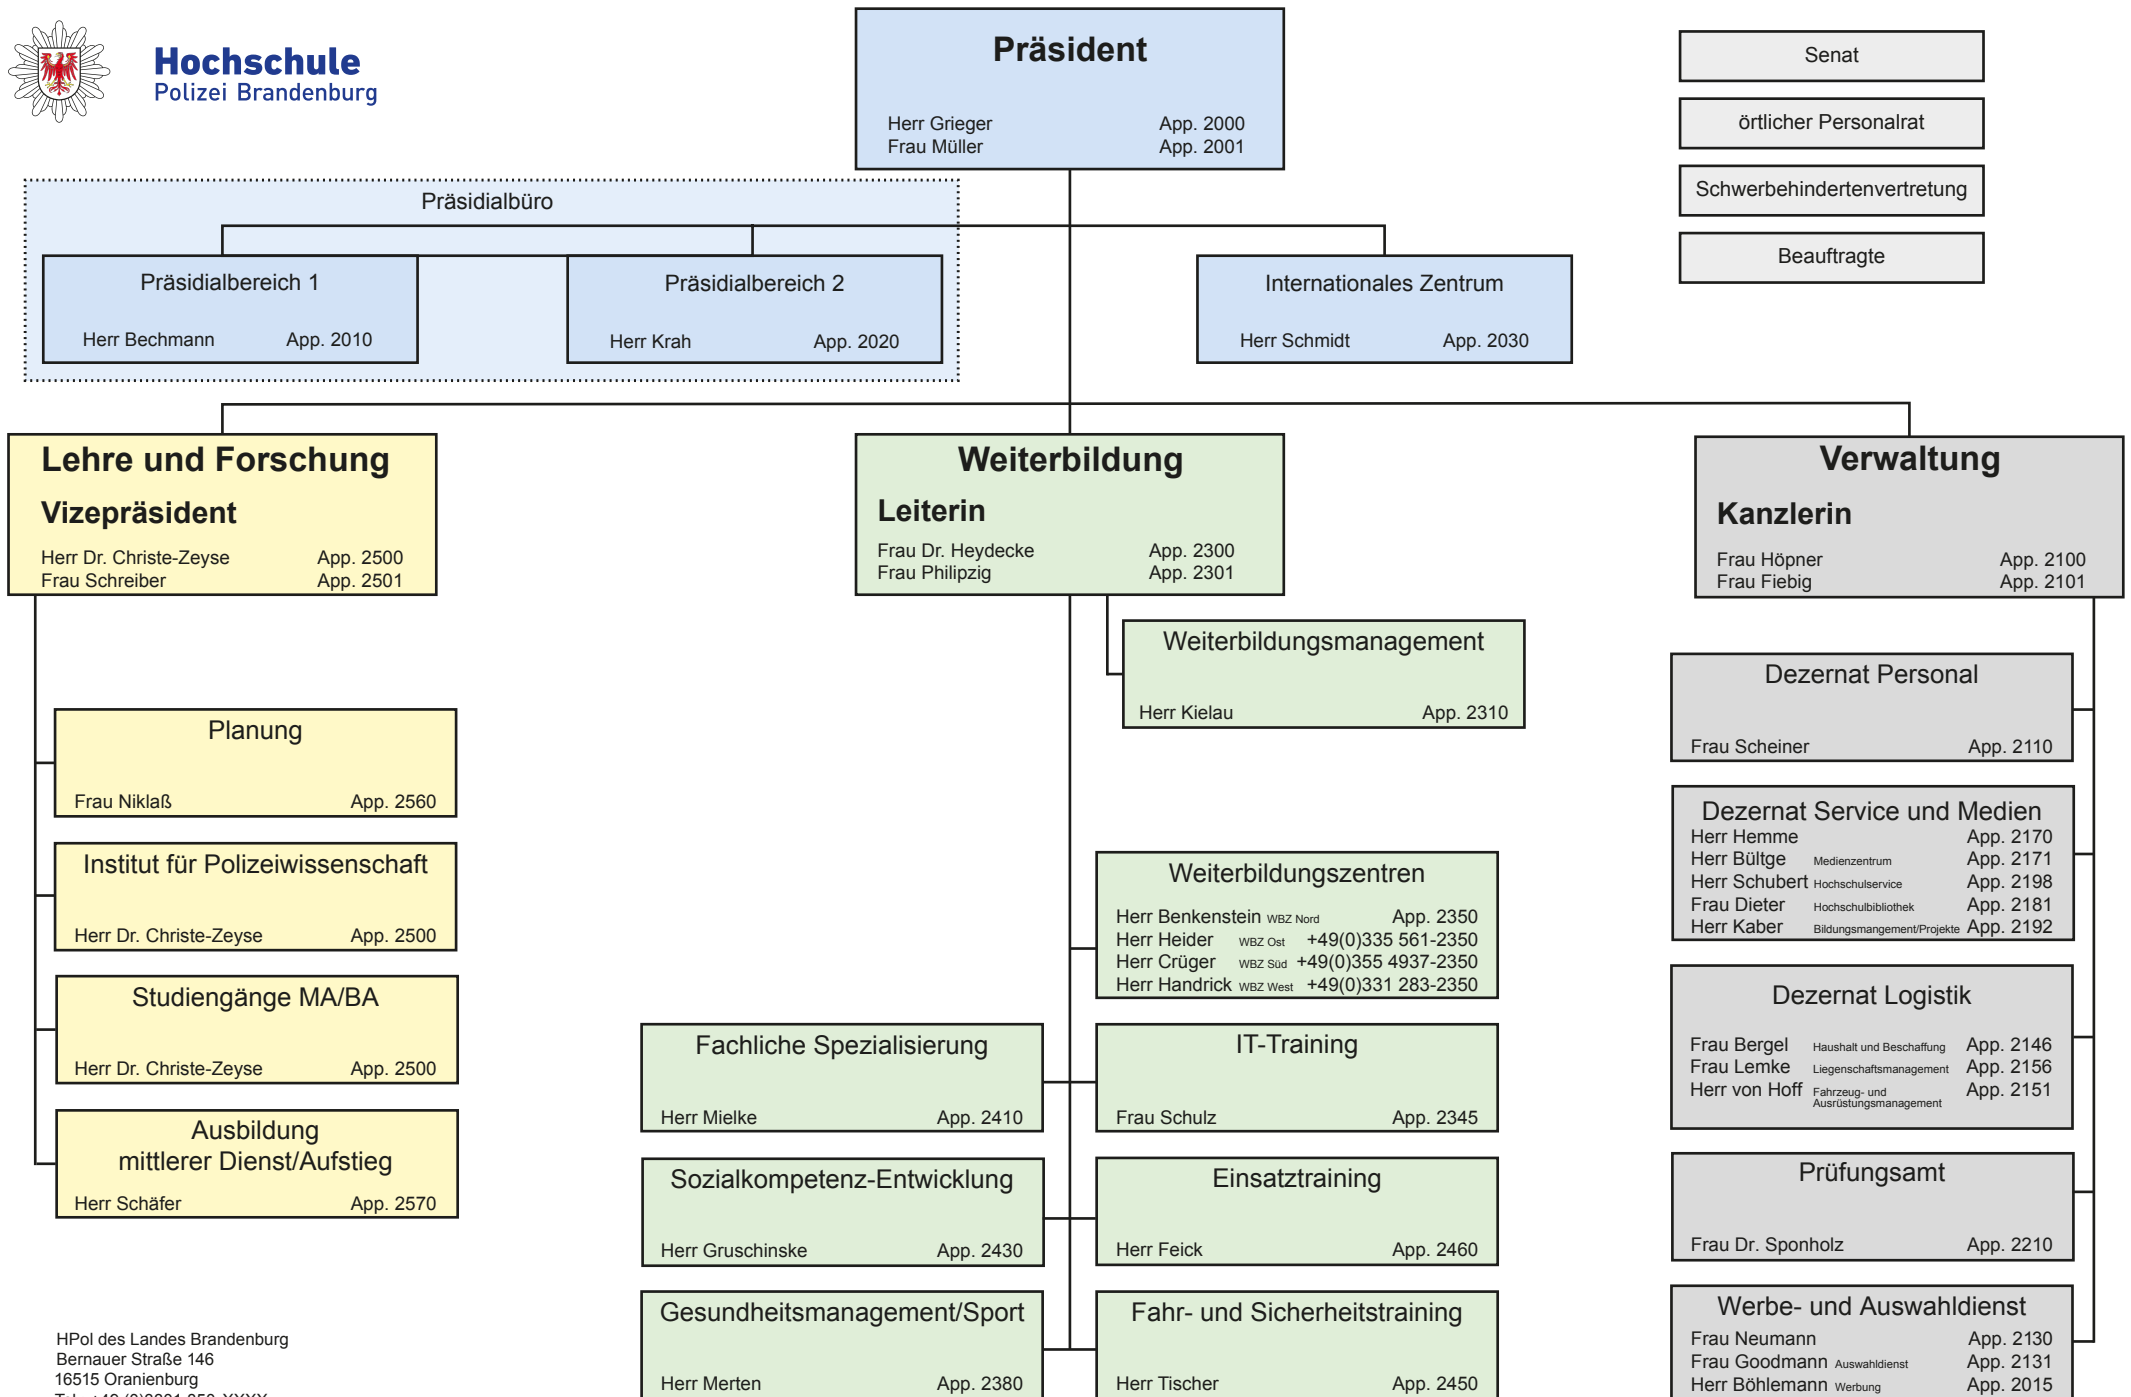 Hochschule
Polizei Brandenburg
Präsident
Herr Grieger App. 2000
Frau Müller App. 2001
Senat
örtlicher Personalrat
Schwerbehindertenvertretung
Beauftragte
Präsidialbüro
Präsidialbereich 1
Herr Bechmann App. 2010
Präsidialbereich 2
Herr Krah App. 2020
Internationales Zentrum
Herr Schmidt App. 2030
Lehre und Forschung
Vizepräsident
Herr Dr. Christe-Zeyse App. 2500
Frau Schreiber App. 2501
Planung
Frau Niklaß App. 2560
Institut für Polizeiwissenschaft
Herr Dr. Christe-Zeyse App. 2500
Studiengänge MA/BA
Herr Dr. Christe-Zeyse App. 2500
Ausbildung
mittlerer Dienst/Aufstieg
Herr Schäfer App. 2570
Weiterbildung
Leiterin
Frau Dr. Heydecke App. 2300
Frau Philipzig App. 2301
Weiterbildungsmanagement
Herr Kielau App. 2310
Weiterbildungszentren
Herr Benkenstein WBZ Nord App. 2350
Herr Heider WBZ Ost +49(0)335 561-2350
Herr Crüger WBZ Süd +49(0)355 4937-2350
Herr Handrick WBZ West +49(0)331 283-2350
Fachliche Spezialisierung
Herr Mielke App. 2410
IT-Training
Frau Schulz App. 2345
Sozialkompetenz-Entwicklung
Herr Gruschinske App. 2430
Einsatztraining
Herr Feick App. 2460
Gesundheitsmanagement/Sport
Herr Merten App. 2380
Fahr- und Sicherheitstraining
Herr Tischer App. 2450
Verwaltung
Kanzlerin
Frau Höpner App. 2100
Frau Fiebig App. 2101
Dezernat Personal
Frau Scheiner App. 2110
Dezernat Service und Medien
Herr Hemme App. 2170
Herr Bültge Medienzentrum App. 2171
Herr Schubert Hochschulservice App. 2198
Frau Dieter Hochschulbibliothek App. 2181
Herr Kaber Bildungsmangement/Projekte App. 2192
Dezernat Logistik
Frau Bergel Haushalt und Beschaffung App. 2146
Frau Lemke Liegenschaftsmanagement App. 2156
Herr von Hoff Fahrzeug- und App. 2151
Ausrüstungsmanagement
Prüfungsamt
Frau Dr. Sponholz App. 2210
Werbe- und Auswahldienst
Frau Neumann App. 2130
Frau Goodmann Auswahldienst App. 2131
Herr Böhlemann Werbung App. 2015
HPol des Landes Brandenburg
Bernauer Straße 146
16515 Oranienburg